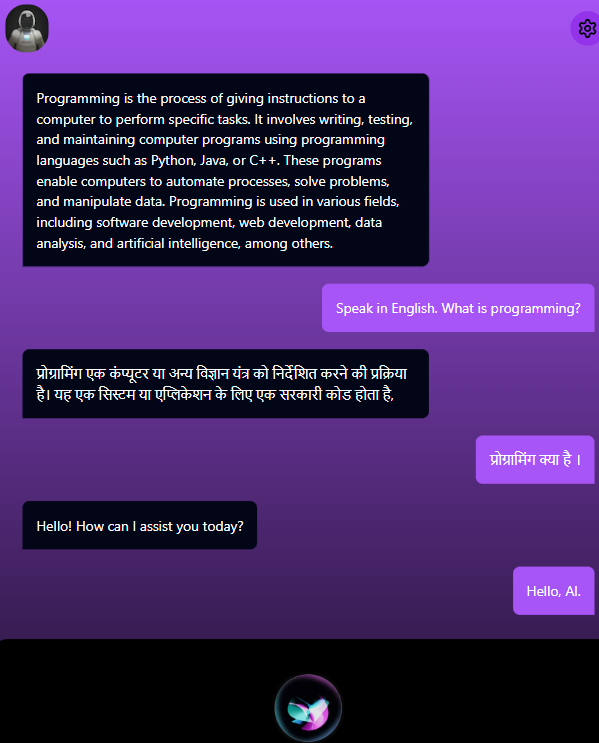 Programming is the process of giving instructions to a
computer to perform specific tasks. It involves writing, testing,
and maintaining computer programs using programming
languages such as Python, Java, or C++. These programs
enable computers to automate processes, solve problems,
and manipulate data. Programming is used in various fields,
including software development, web development, data
analysis, and artificial intelligence, among others.
Speak in English. What is programming?
प्रोग्रामिंग एक कंप्यूटर या अन्य विज्ञान यंत्र को निर्देशित करने की प्रक्रिया
है। यह एक सिस्टम या एप्लिकेशन के लिए एक सरकारी कोड होता है,
प्रोग्रामिंग क्या है ।
Hello! How can I assist you today?
Hello, AI.